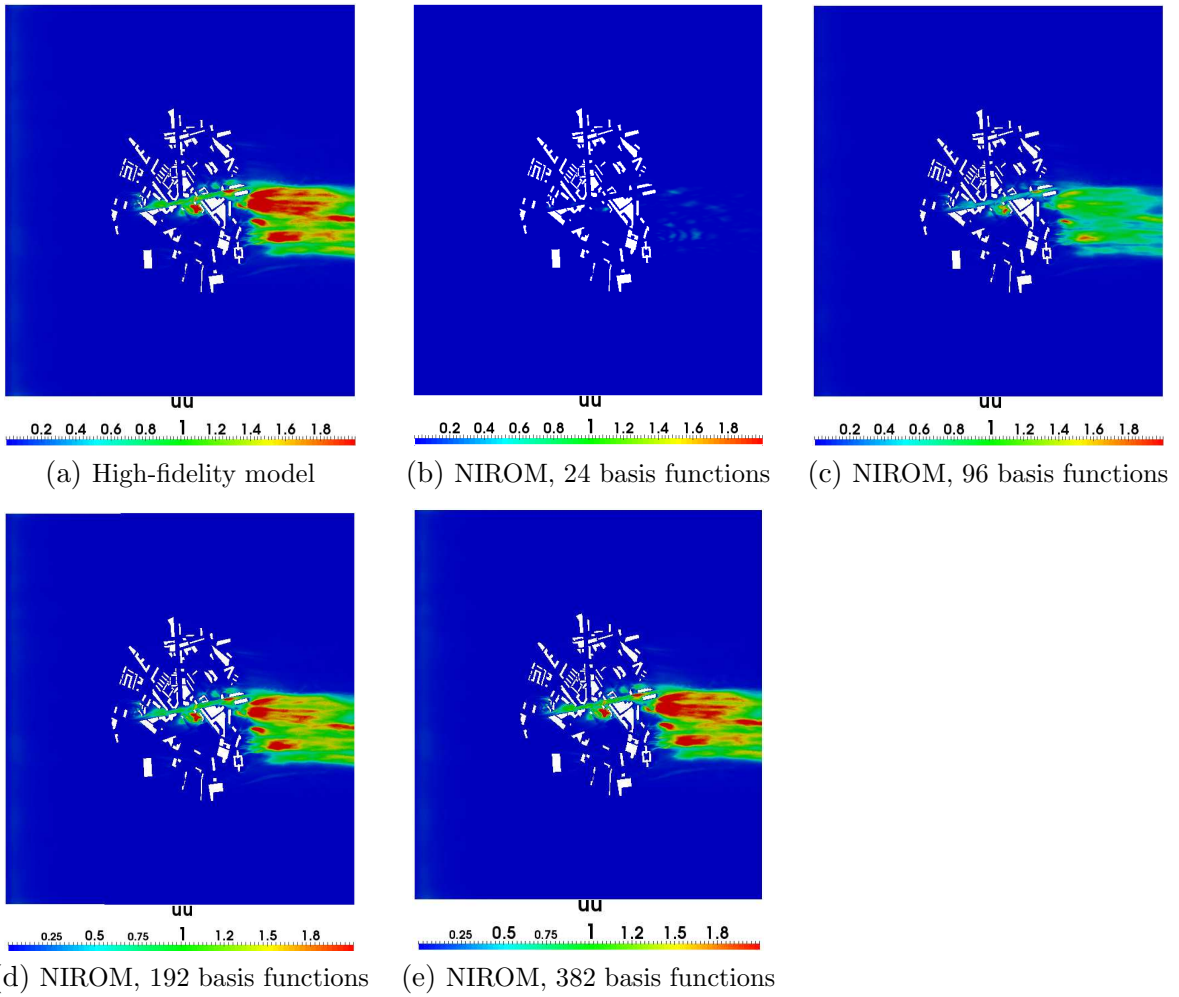 uu
uu
uu
0.2 0.4 0.6 0.8 1 1.2 1.4 1.6 1.8
0.2 0.4 0.6 0.8 1 1.2 1.4 1.6 1.8
0.2 0.4 0.6 0.8 1 1.2 1.4 1.6 1.8
(a) High-fidelity model
(b) NIROM, 24 basis functions
(c) NIROM, 96 basis functions
uu
uu
0.25 0.5 0.75 1 1.2 1.5 1.8
0.25 0.5 0.75 1 1.2 1.5 1.8
d) NIROM, 192 basis functions
(e) NIROM, 382 basis functions